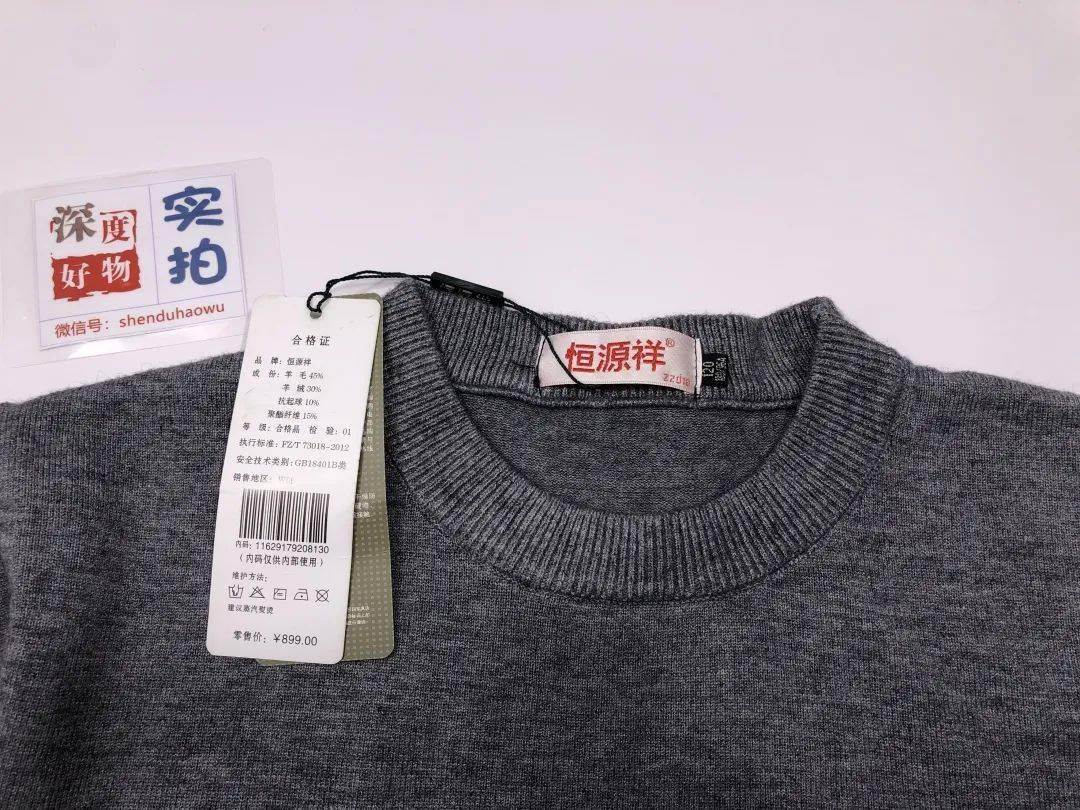 深度
好物
实拍
微信号：shenduhaowu
合格证
品 牌：恒源祥
成 份：羊 毛 45%
羊 绒 30%
抗起球 10%
聚酯纤维 15%
等 级：合格品 检 验：01
执行标准：FZ/T 73018-2012
安全技术类别：GB18401B类
销售地区：
内码：11629179208130
（内码仅供内部使用）
维护方法：
建议蒸汽熨烫
零售价：￥899.00
恒源祥®
120